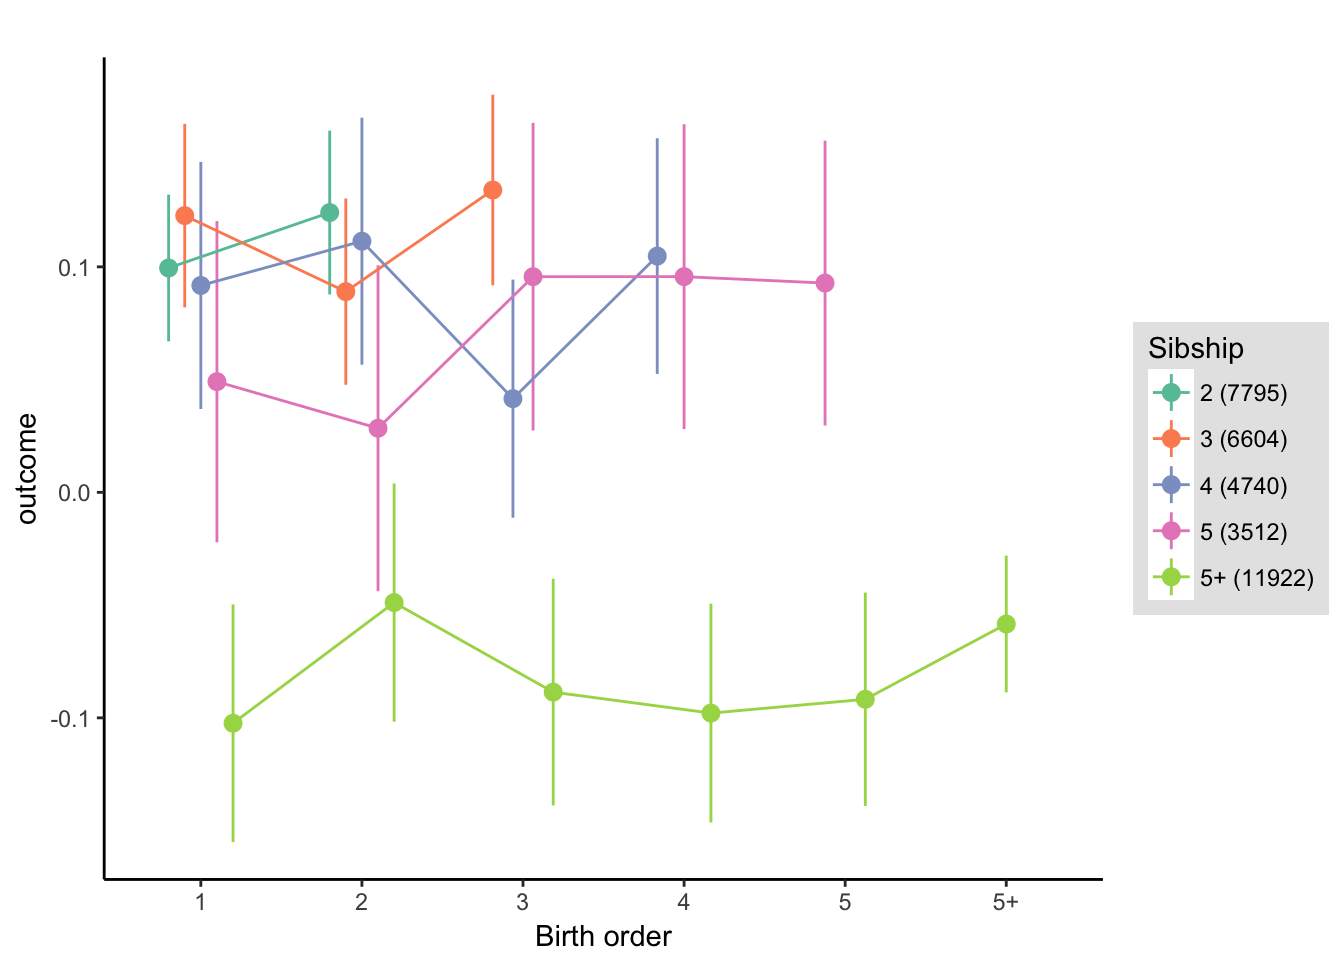 outcome
0.1
0.0
-0.1
1 2 3 4 5 5+
Birth order
Sibship
2 (7795)
3 (6604)
4 (4740)
5 (3512)
5+ (11922)